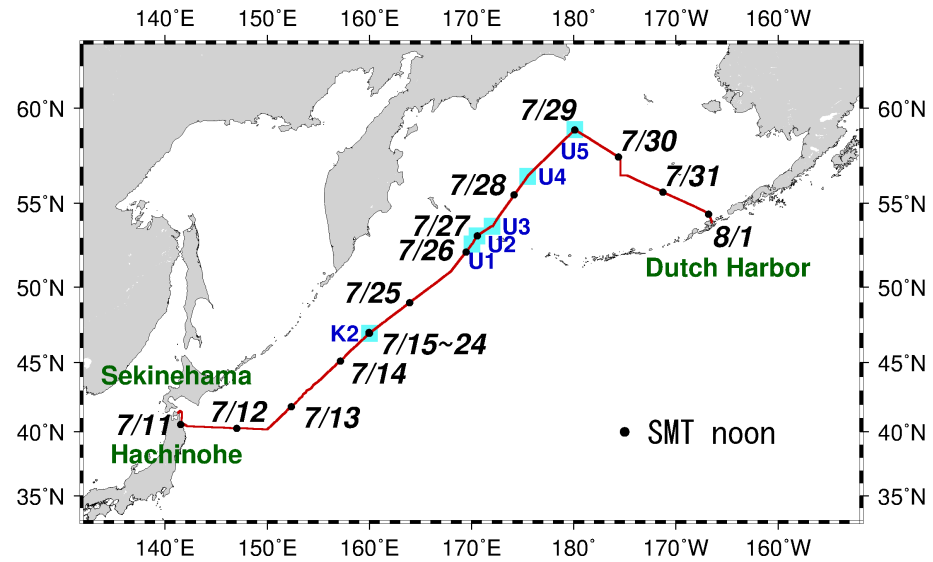 140˚E 150˚E 160˚E 170˚E 180˚ 170˚W 160˚W
60˚N 60˚N
7/29
7/30
U5
U4
7/31
7/28
55˚N 55˚N
7/27 U3
8/1
7/26 U2
U1
Dutch Harbor
50˚N 50˚N
7/25
K2
7/15~24
45˚N 45˚N
7/14
Sekinehama
7/11 7/12 7/13
40˚N 40˚N
SMT noon
Hachinohe
35˚N 35˚N
140˚E 150˚E 160˚E 170˚E 180˚ 170˚W 160˚W